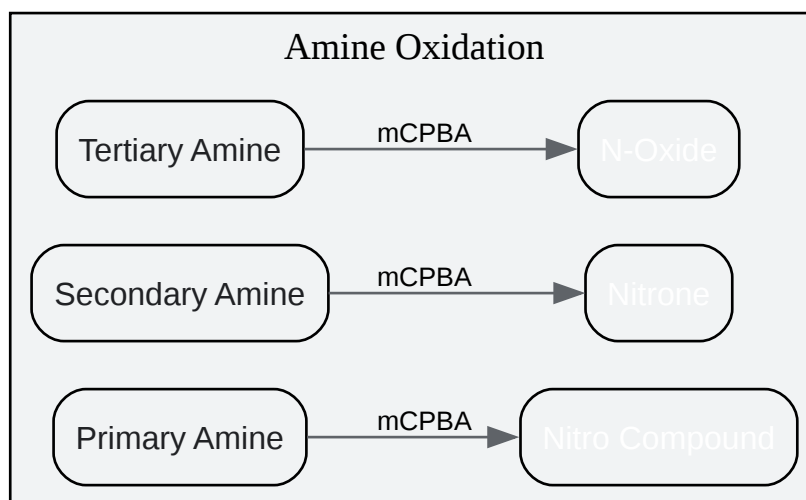 Amine Oxidation
Tertiary Amine
mCPBA
N-Oxide
Secondary Amine
mCPBA
Nitrone
Primary Amine
mCPBA
Nitro Compound